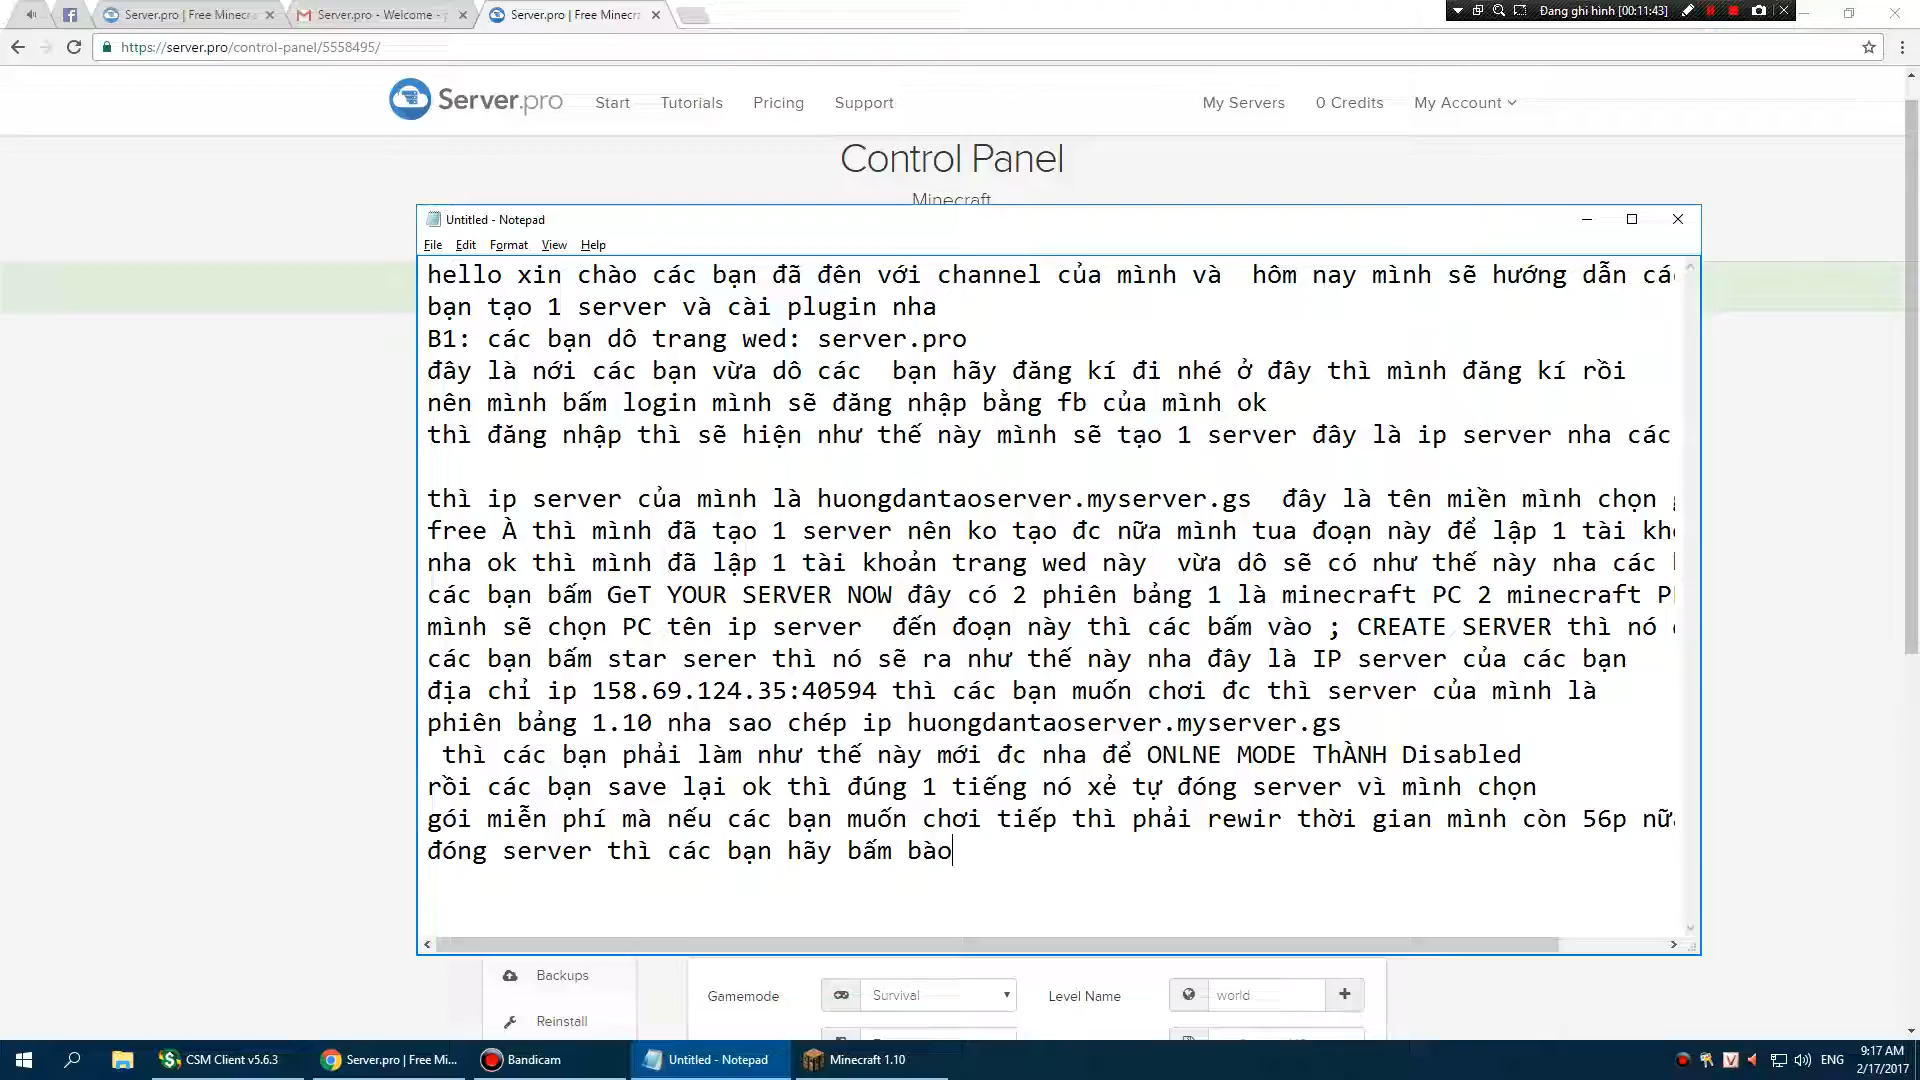 Server.pro | Free Minecra
Server.pro - Welcome - p
Server.pro | Free Minecra
Đang ghi hình [00:11:43]
https://server.pro/control-panel/5558495/
Server.pro
Start
Tutorials
Pricing
Support
My Servers
0 Credits
My Account
Control Panel
Minecraft
Untitled - Notepad
File Edit Format View Help
hello xin chào các bạn đã đên với channel của mình và  hôm nay mình sẽ hướng dẫn các
bạn tạo 1 server và cài plugin nha
B1: các bạn dô trang wed: server.pro
đây là nới các bạn vừa dô các  bạn hãy đăng kí đi nhé ở đây thì mình đăng kí rồi
nên mình bấm login mình sẽ đăng nhập bằng fb của mình ok
thì đăng nhập thì sẽ hiện như thế này mình sẽ tạo 1 server đây là ip server nha các
thì ip server của mình là huongdantaoserver.myserver.gs  đây là tên miền mình chọn
free À thì mình đã tạo 1 server nên ko tạo đc nữa mình tua đoạn này để lập 1 tài
nha ok thì mình đã lập 1 tài khoản trang wed này  vừa dô sẽ có như thế này nha các
các bạn bấm GeT YOUR SERVER NOW đây có 2 phiên bảng 1 là minecraft PC 2 minecraft
mình sẽ chọn PC tên ip server  đến đoạn này thì các bấm vào ; CREATE SERVER thì nó
các bạn bấm star serer thì nó sẽ ra như thế này nha đây là IP server của các bạn
địa chỉ ip 158.69.124.35:40594 thì các bạn muốn chơi đc thì server của mình là
phiên bảng 1.10 nha sao chép ip huongdantaoserver.myserver.gs
thì các bạn phải làm như thế này mới đc nha để ONLNE MODE ThÀNH Disabled
rồi các bạn save lại ok thì đúng 1 tiếng nó xẻ tự đóng server vì mình chọn
gói miễn phí mà nếu các bạn muốn chơi tiếp thì phải rewir thời gian mình còn 56p nữa
đóng server thì các bạn hãy bấm bào
Backups
Reinstall
Gamemode
Survival
Level Name
world
CSM Client v5.6.3
Server.pro | Free Mi...
Bandicam
Untitled - Notepad
Minecraft 1.10
ENG
9:17 AM
2/17/2017